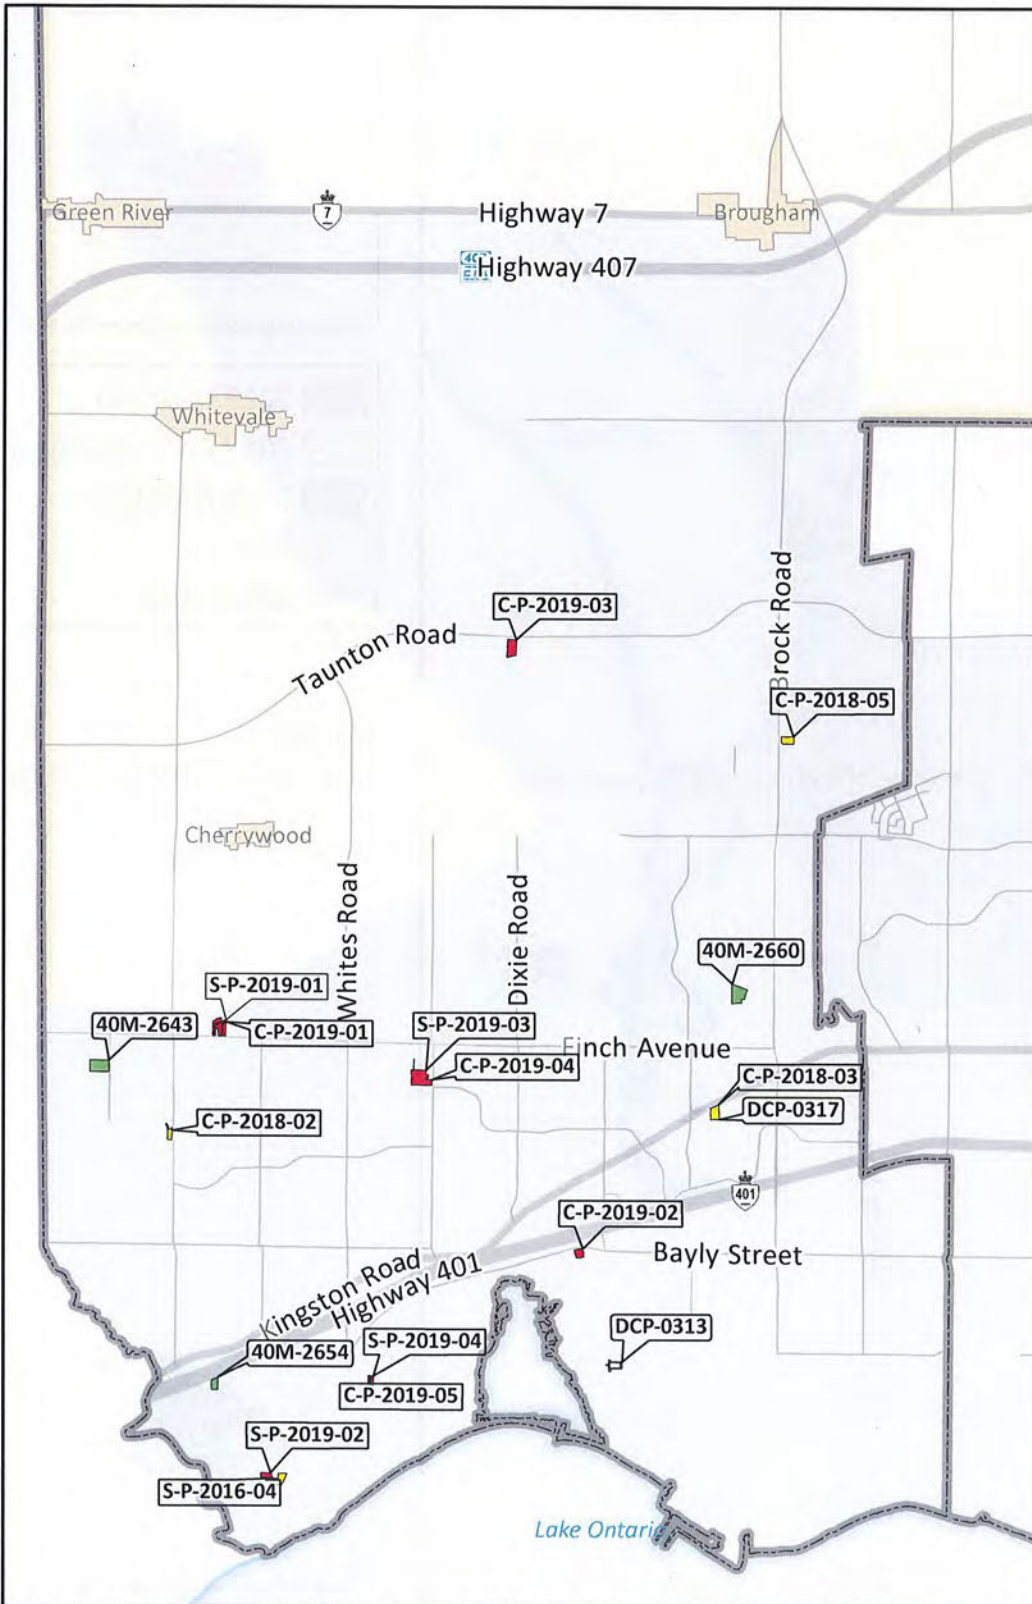 Green River
7
Highway 7
Brougham
407
ETR
Highway 407
Whitevale
C-P-2019-03
Taunton Road
Brock Road
C-P-2018-05
Cherrywood
Whites Road
Dixie Road
40M-2660
S-P-2019-01
40M-2643
C-P-2019-01
S-P-2019-03
Finch Avenue
C-P-2019-04
C-P-2018-03
DCP-0317
C-P-2018-02
401
C-P-2019-02
Bayly Street
Kingston Road
Highway 401
DCP-0313
S-P-2019-04
40M-2654
C-P-2019-05
S-P-2019-02
S-P-2016-04
Lake Ontario